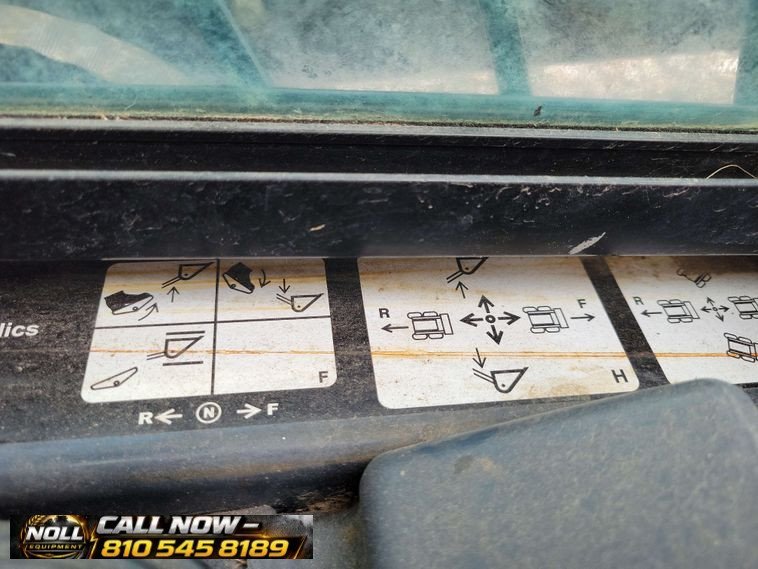 lics
R
F
R
F
H
R N F
NOLL
EQUIPMENT
CALL NOW –
810 545 8189